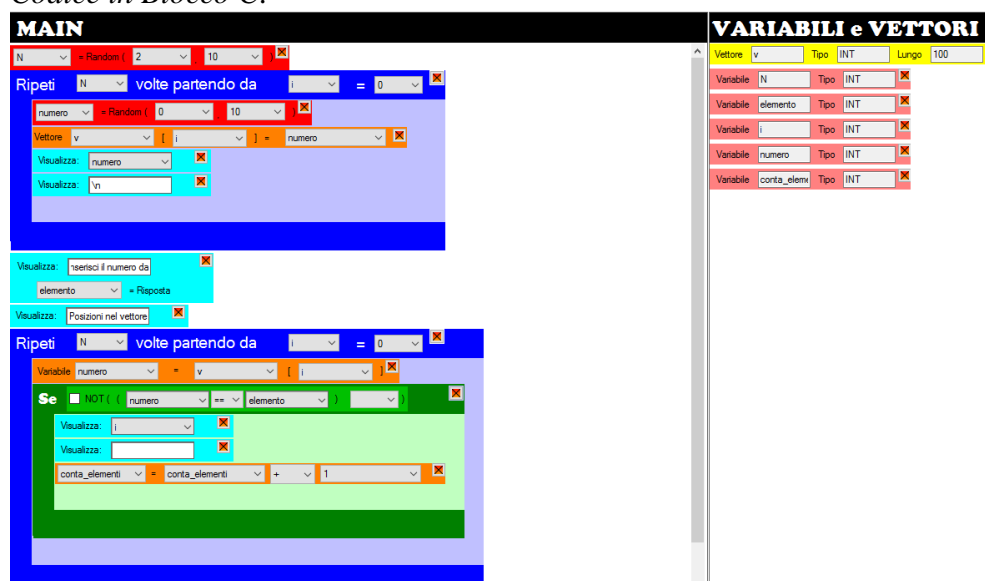 Codice in Blocco-C:
MAIN
N = Random ( 2 , 10 )
Ripeti N volte partendo da i = 0
numero = Random ( 0 , 10 )
Vettore v [ i ] = numero
Visualizza: numero
Visualizza: \n
Visualizza: nserisci il numero da
elemento = Risposta
Visualizza: Posizioni nel vettore
Ripeti N volte partendo da i = 0
Variabile numero = v [ i ]
Se NOT ( ( numero == elemento ) )
Visualizza: i
Visualizza:
conta_elementi = conta_elementi + 1
VARIABILI e VETTORI
Vettore v Tipo INT Lungo 100
Variabile N Tipo INT
Variabile elemento Tipo INT
Variabile i Tipo INT
Variabile numero Tipo INT
Variabile conta_eleme Tipo INT